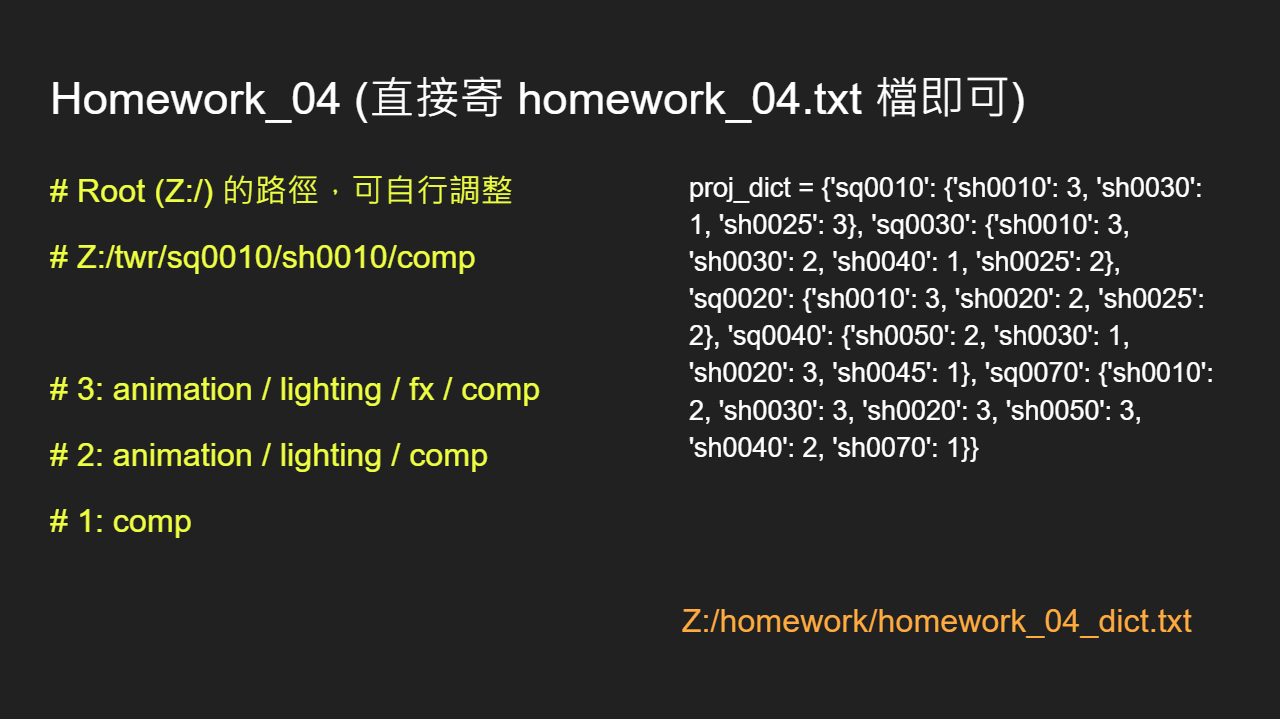 Homework_04 (直接寄 homework_04.txt 檔即可)
# Root (Z:/) 的路徑，可自行調整
# Z:/twr/sq0010/sh0010/comp
# 3: animation / lighting / fx / comp
# 2: animation / lighting / comp
# 1: comp
proj_dict = {'sq0010': {'sh0010': 3, 'sh0030':
1, 'sh0025': 3}, 'sq0030': {'sh0010': 3,
'sh0030': 2, 'sh0040': 1, 'sh0025': 2},
'sq0020': {'sh0010': 3, 'sh0020': 2, 'sh0025':
2}, 'sq0040': {'sh0050': 2, 'sh0030': 1,
'sh0020': 3, 'sh0045': 1}, 'sq0070': {'sh0010':
2, 'sh0030': 3, 'sh0020': 3, 'sh0050': 3,
'sh0040': 2, 'sh0070': 1}}
Z:/homework/homework_04_dict.txt